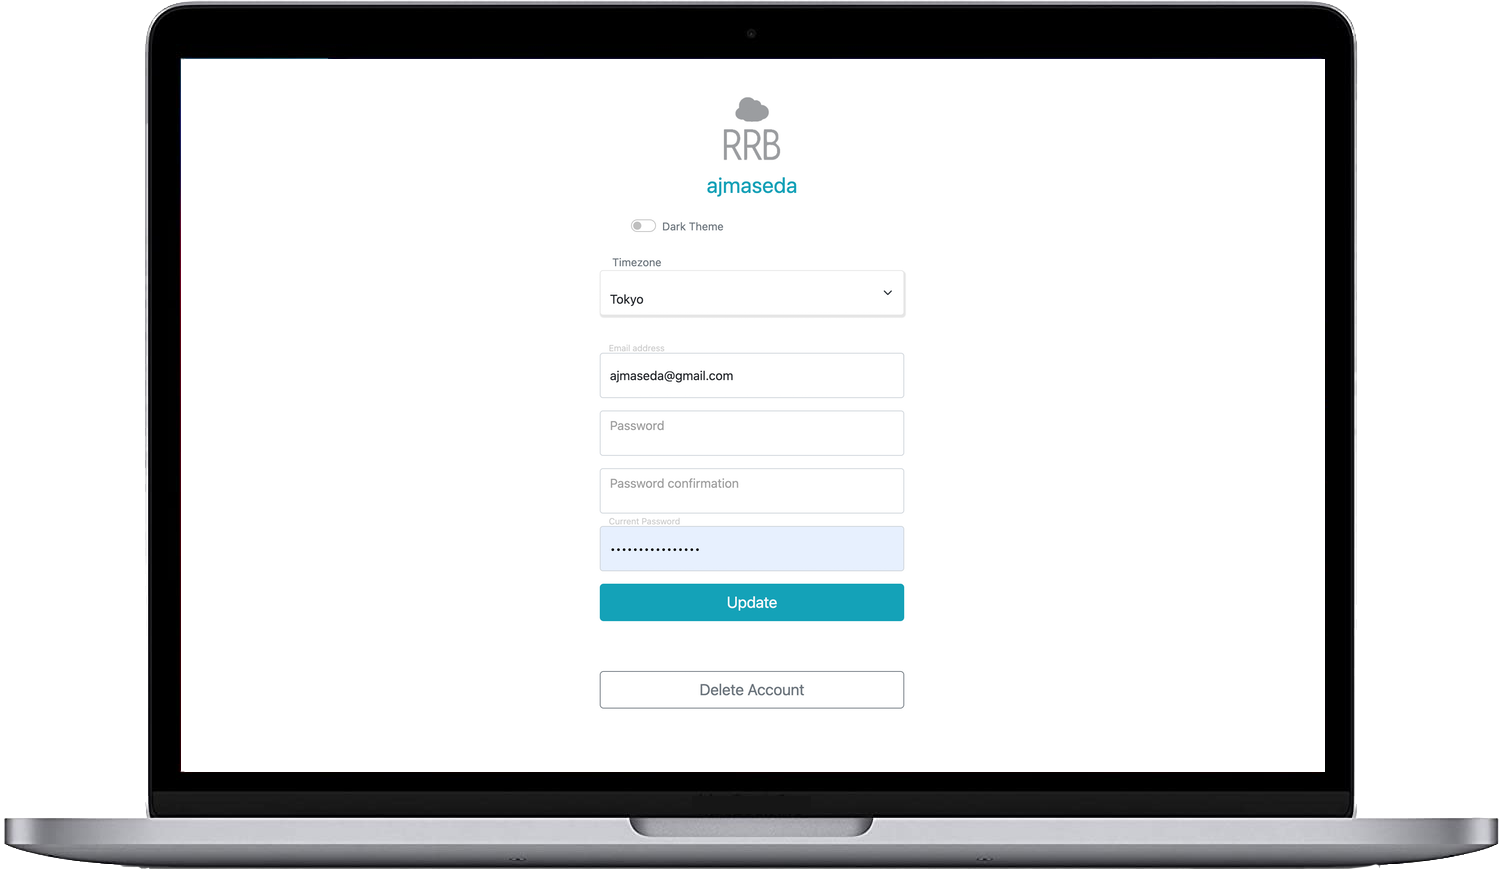 RRB
ajmaseda
Dark Theme
Timezone
Tokyo
Email address
ajmaseda@gmail.com
Password
Password confirmation
Current Password
••••••••••••••••
Update
Delete Account